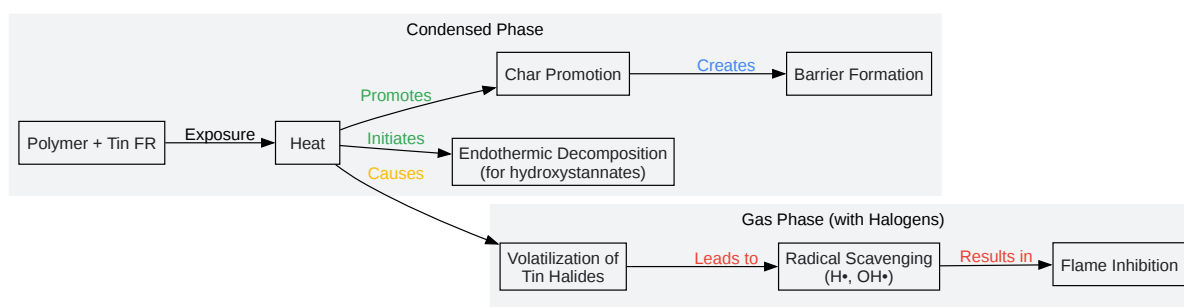 Condensed Phase
Polymer + Tin FR
Exposure
Heat
Promotes
Char Promotion
Creates
Barrier Formation
Initiates
Endothermic Decomposition
(for hydroxystannates)
Causes
Gas Phase (with Halogens)
Volatilization of
Tin Halides
Leads to
Radical Scavenging
(H•, OH•)
Results in
Flame Inhibition